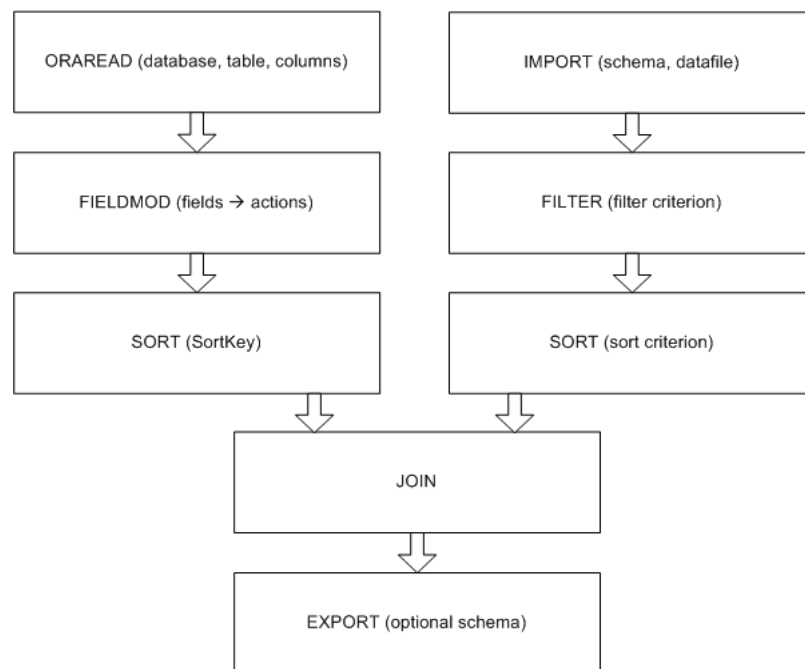 ORAREAD (database, table, columns)
IMPORT (schema, datafile)
FIELDMOD (fields → actions)
FILTER (filter criterion)
SORT (SortKey)
SORT (sort criterion)
JOIN
EXPORT (optional schema)